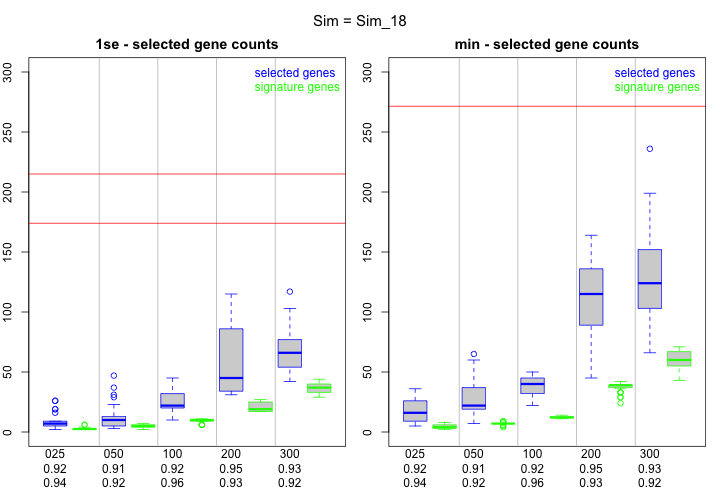 Sim = Sim_18
1se - selected gene counts
selected genes
signature genes
300
250
200
150
100
50
0
025 050 100 200 300
0.92 0.91 0.92 0.95 0.93
0.94 0.92 0.96 0.93 0.92
min - selected gene counts
selected genes
signature genes
300
250
200
150
100
50
0
025 050 100 200 300
0.92 0.91 0.92 0.95 0.93
0.94 0.92 0.96 0.93 0.92